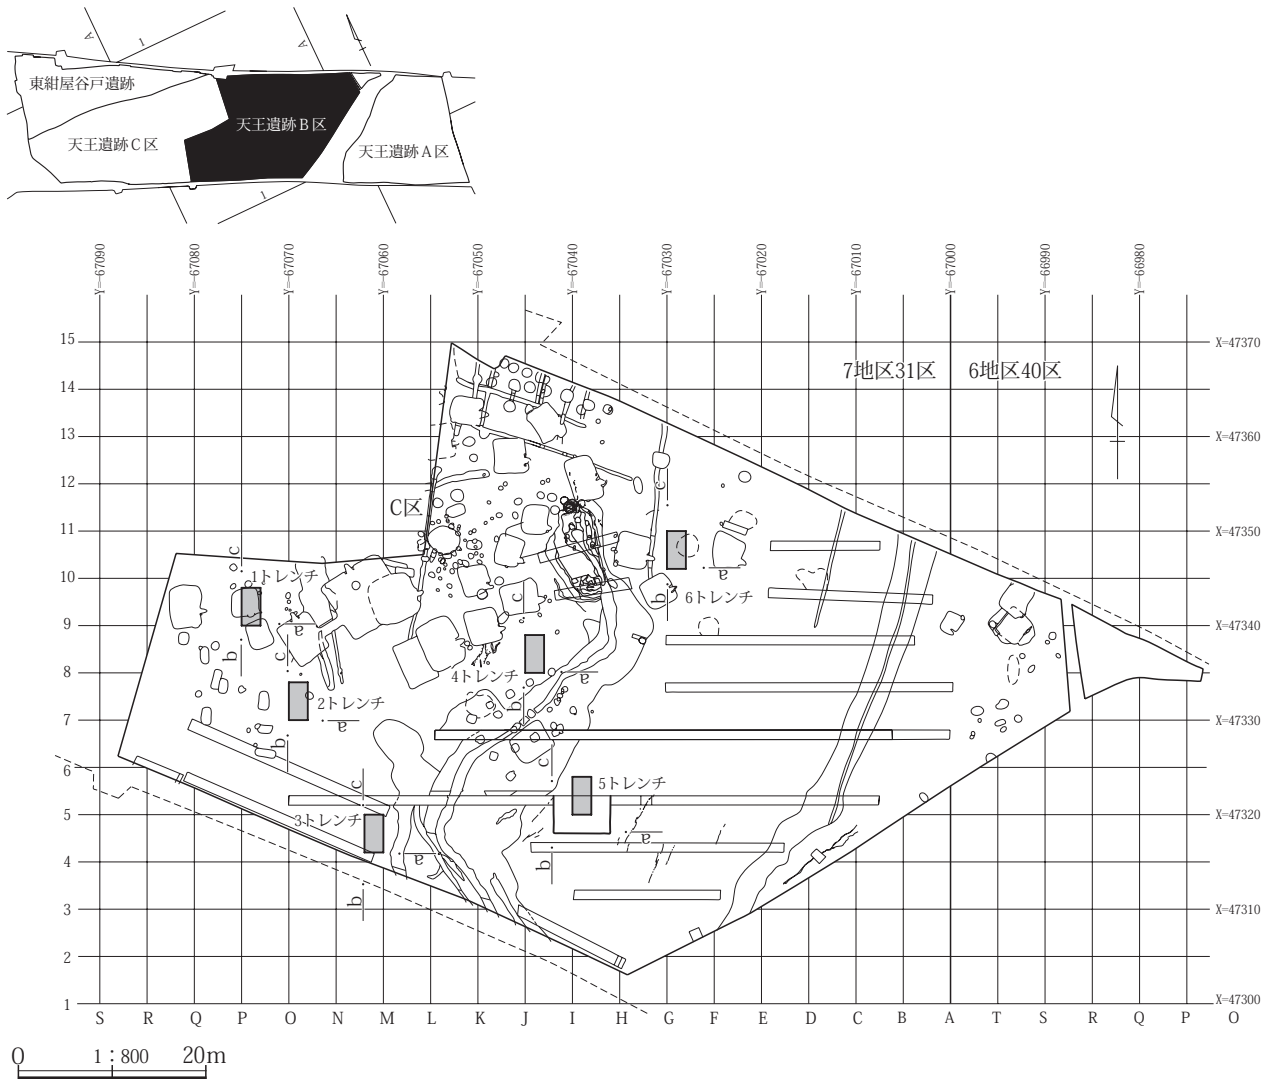 A
1
A
東紺屋谷戸遺跡
天王遺跡B区
天王遺跡C区
天王遺跡A区
1
Y=-67090
Y=-67080
Y=-67070
Y=-67060
Y=-67050
Y=-67040
Y=-67030
Y=-67020
Y=-67010
Y=-67000
Y=-66990
Y=-66980
15
X=47370
7地区31区
6地区40区
14
13
X=47360
12
c
C区
11
X=47350
c
10
1トレンチ
a
c
b
6トレンチ
9
a
X=47340
b
c
8
4トレンチ
a
2トレンチ
b
7
a
X=47330
b
c
6
c
5トレンチ
5
3トレンチ
X=47320
a
a
4
b
b
3
X=47310
2
1
X=47300
S R Q P O N M L K J I H G F E D C B A T S R Q P O
0 1：800 20m